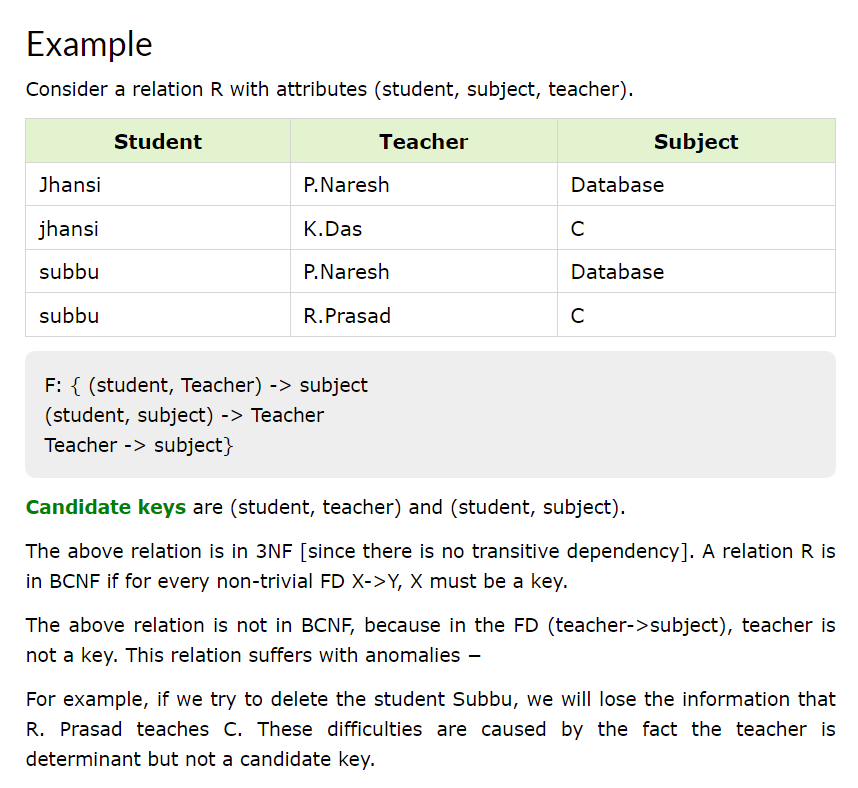 Example
Consider a relation R with attributes (student, subject, teacher).
Student Teacher Subject
Jhansi P.Naresh Database
jhansi K.Das C
subbu P.Naresh Database
subbu R.Prasad C
F: { (student, Teacher) -> subject
(student, subject) -> Teacher
Teacher -> subject}
Candidate keys are (student, teacher) and (student, subject).
The above relation is in 3NF [since there is no transitive dependency]. A relation R is
in BCNF if for every non-trivial FD X->Y, X must be a key.
The above relation is not in BCNF, because in the FD (teacher->subject), teacher is
not a key. This relation suffers with anomalies −
For example, if we try to delete the student Subbu, we will lose the information that
R. Prasad teaches C. These difficulties are caused by the fact the teacher is
determinant but not a candidate key.